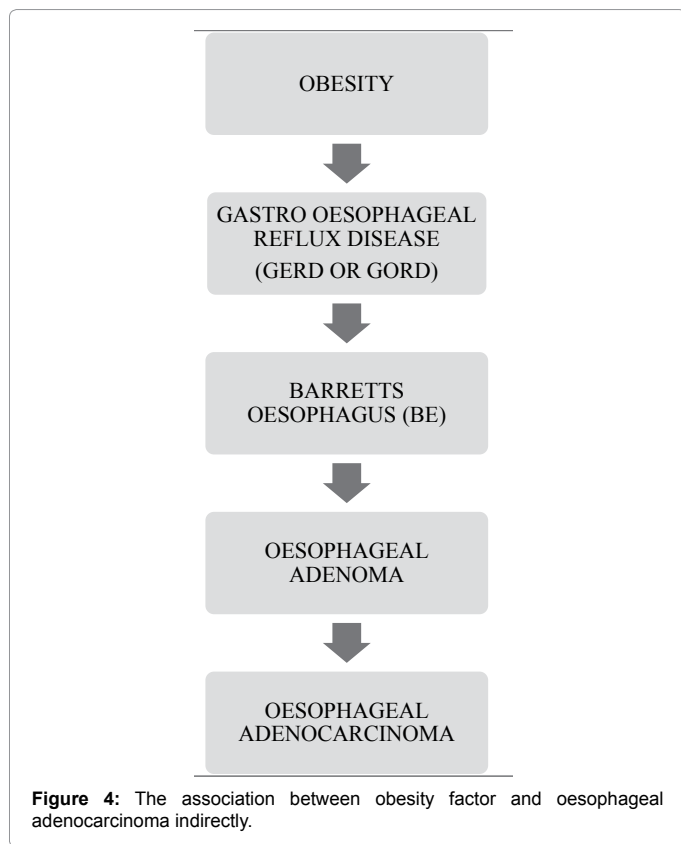 OBESITY
GASTRO OESOPHAGEAL
REFLUX DISEASE
(GERD OR GORD)
BARRETTS
OESOPHAGUS (BE)
OESOPHAGEAL
ADENOMA
OESOPHAGEAL
ADENOCARCINOMA
Figure 4: The association between obesity factor and oesophageal
adenocarcinoma indirectly.